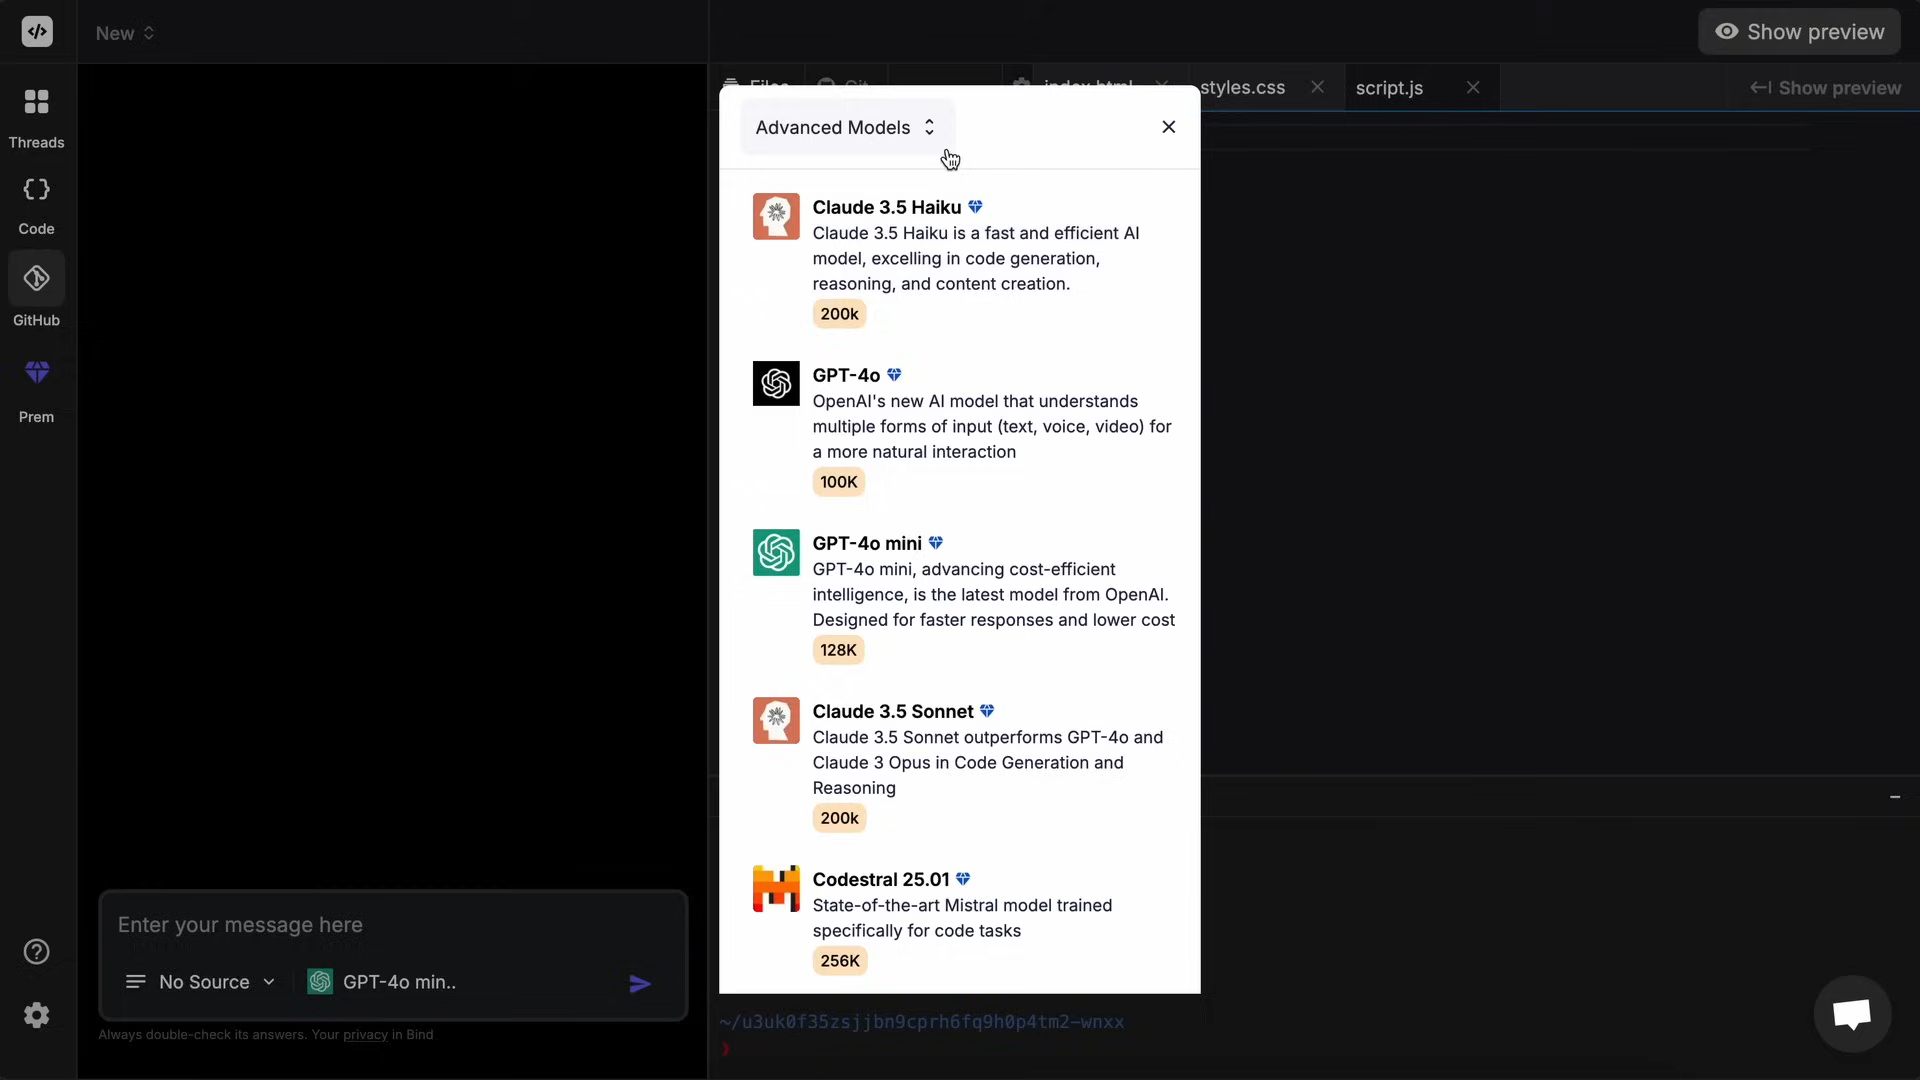 New
Show preview
Threads
Code
GitHub
Prem
Files
Git
index.html
styles.css
script.js
Show preview
Advanced Models
Claude 3.5 Haiku
Claude 3.5 Haiku is a fast and efficient AI
model, excelling in code generation,
reasoning, and content creation.
200k
GPT-4o
OpenAI's new AI model that understands
multiple forms of input (text, voice, video) for
a more natural interaction
100K
GPT-4o mini
GPT-4o mini, advancing cost-efficient
intelligence, is the latest model from OpenAI.
Designed for faster responses and lower cost
128K
Claude 3.5 Sonnet
Claude 3.5 Sonnet outperforms GPT-4o and
Claude 3 Opus in Code Generation and
Reasoning
200k
Codestral 25.01
State-of-the-art Mistral model trained
specifically for code tasks
256K
Enter your message here
No Source
GPT-4o min..
Always double-check its answers. Your privacy in Bind
~/u3uk0f35zsjjbn9cprh6fq9h0p4tm2-wnxx
❯